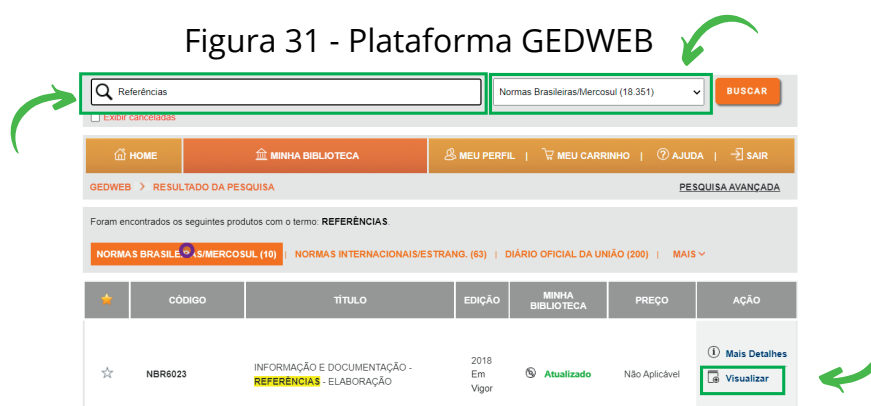 Figura 31 - Plataforma GEDWEB
Referências
Normas Brasileiras/Mercosul (18.351)
BUSCAR
Exibir canceladas
HOME
MINHA BIBLIOTECA
MEU PERFIL | MEU CARRINHO | AJUDA | SAIR
GEDWEB > RESULTADO DA PESQUISA
PESQUISA AVANÇADA
Foram encontrados os seguintes produtos com o termo: REFERÊNCIAS.
NORMAS BRASILEIRAS/MERCOSUL (10) | NORMAS INTERNACIONAIS/ESTRANG. (63) | DIÁRIO OFICIAL DA UNIÃO (200) | MAIS
CÓDIGO
TÍTULO
EDIÇÃO
MINHA
BIBLIOTECA
PREÇO
AÇÃO
NBR6023
INFORMAÇÃO E DOCUMENTAÇÃO -
REFERÊNCIAS - ELABORAÇÃO
2018
Em
Vigor
Atualizado
Não Aplicável
Mais Detalhes
Visualizar